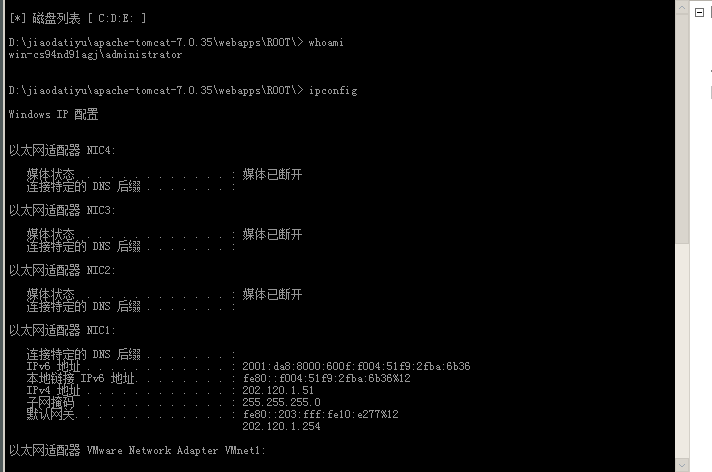 [*] 磁盘列表 [ C:D:E: ]
D:\jiaodatiyu\apache-tomcat-7.0.35\webapps\ROOT\> whoami
win-cs94nd91agj\administrator
D:\jiaodatiyu\apache-tomcat-7.0.35\webapps\ROOT\> ipconfig
Windows IP 配置
以太网适配器 NIC4:
媒体状态 . . . . . . . . . . . . : 媒体已断开
连接特定的 DNS 后缀 . . . . . . . :
以太网适配器 NIC3:
媒体状态 . . . . . . . . . . . . : 媒体已断开
连接特定的 DNS 后缀 . . . . . . . :
以太网适配器 NIC2:
媒体状态 . . . . . . . . . . . . : 媒体已断开
连接特定的 DNS 后缀 . . . . . . . :
以太网适配器 NIC1:
连接特定的 DNS 后缀 . . . . . . . :
IPv6 地址 . . . . . . . . . . . . : 2001:da8:8000:600f:f004:51f9:2fba:6b36
本地链接 IPv6 地址. . . . . . . . : fe80::f004:51f9:2fba:6b36%12
IPv4 地址 . . . . . . . . . . . . : 202.120.1.51
子网掩码 . . . . . . . . . . . . : 255.255.255.0
默认网关. . . . . . . . . . . . . : fe80::203:fff:fe10:e277%12
202.120.1.254
以太网适配器 VMware Network Adapter VMnet1: